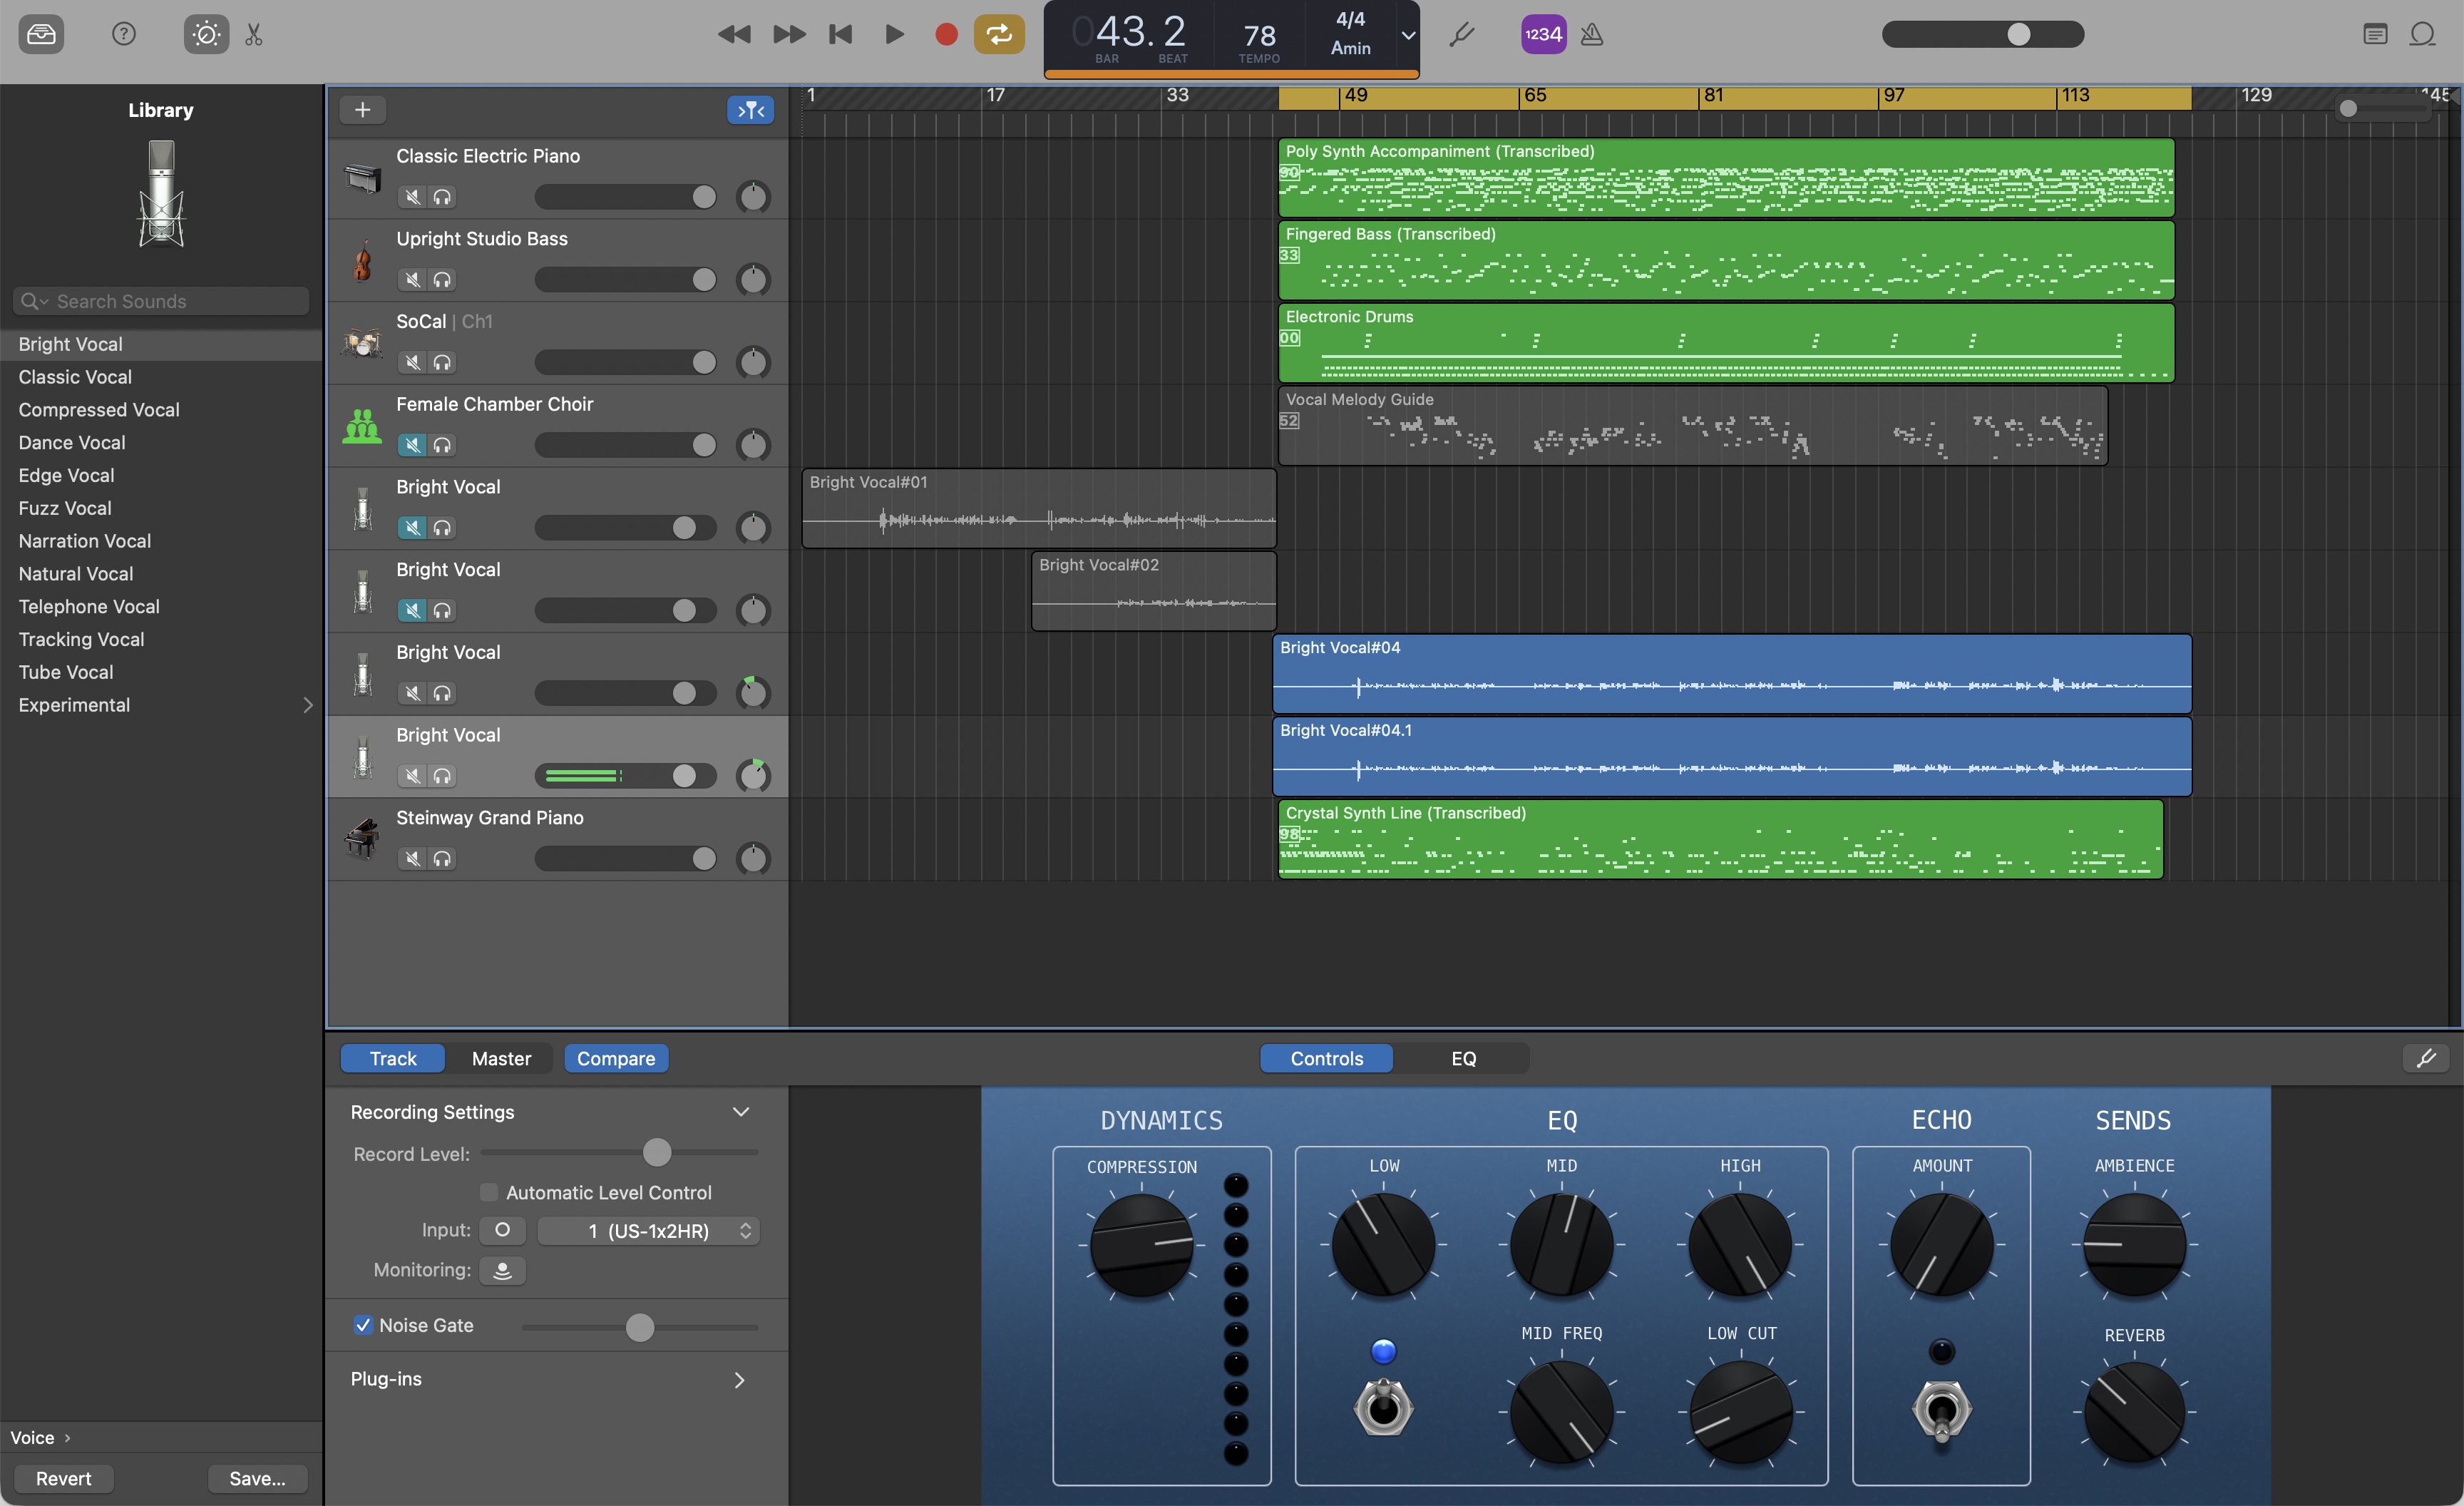 043. 2
BAR
BEAT
78
TEMPO
4/4
Amin
1234
Library
Search Sounds
Bright Vocal
Classic Vocal
Compressed Vocal
Dance Vocal
Edge Vocal
Fuzz Vocal
Narration Vocal
Natural Vocal
Telephone Vocal
Tracking Vocal
Tube Vocal
Experimental
Voice
Revert
Save...
1
17
33
49
65
81
97
113
129
145
Classic Electric Piano
Upright Studio Bass
SoCal | Ch1
Female Chamber Choir
Bright Vocal
Bright Vocal
Bright Vocal
Bright Vocal
Steinway Grand Piano
Poly Synth Accompaniment (Transcribed)
90
Fingered Bass (Transcribed)
33
Electronic Drums
00
Vocal Melody Guide
52
Bright Vocal#01
Bright Vocal#02
Bright Vocal#04
Bright Vocal#04.1
Crystal Synth Line (Transcribed)
98
Track
Master
Compare
Controls
EQ
Recording Settings
Record Level:
Automatic Level Control
Input:
1 (US-1x2HR)
Monitoring:
Noise Gate
Plug-ins
DYNAMICS
COMPRESSION
EQ
LOW
MID
HIGH
MID FREQ
LOW CUT
ECHO
AMOUNT
SENDS
AMBIENCE
REVERB